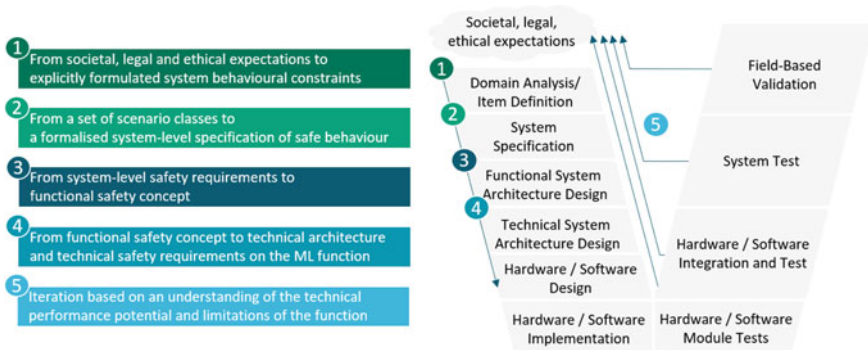 1
From societal, legal and ethical expectations to
explicitly formulated system behavioural constraints
2
From a set of scenario classes to
a formalised system-level specification of safe behaviour
3
From system-level safety requirements to
functional safety concept
4
From functional safety concept to technical architecture
and technical safety requirements on the ML function
5
Iteration based on an understanding of the technical
performance potential and limitations of the function
Societal, legal,
ethical expectations
1
Domain Analysis/
Item Definition
2
System
Specification
3
Functional System
Architecture Design
4
Technical System
Architecture Design
Hardware / Software
Design
Hardware / Software
Implementation
5
Field-Based
Validation
System Test
Hardware / Software
Integration and Test
Hardware / Software
Module Tests